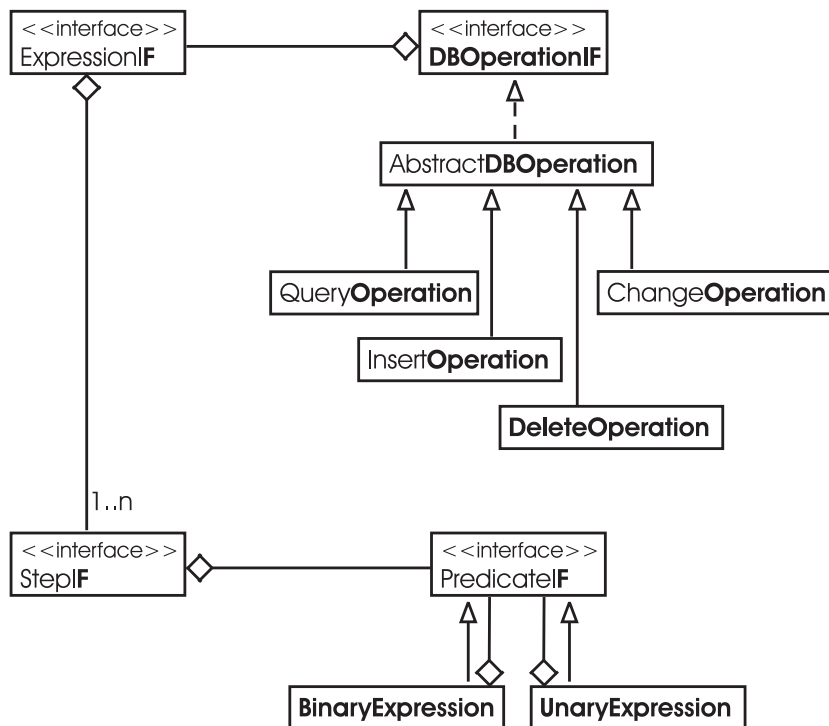 <<interface>>
ExpressionIF
<<interface>>
DBOperationIF
AbstractDBOperation
QueryOperation
ChangeOperation
InsertOperation
DeleteOperation
1..n
<<interface>>
StepIF
<<interface>>
PredicateIF
BinaryExpression
UnaryExpression